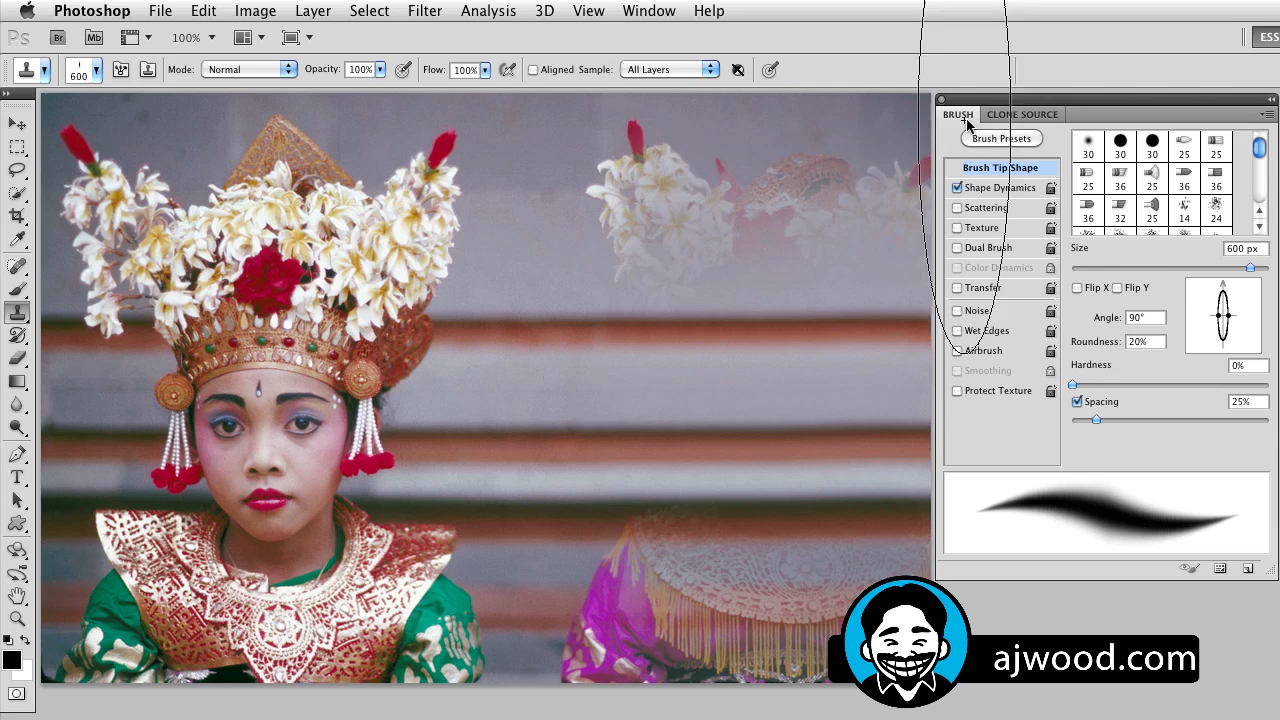 Photoshop File Edit Image Layer Select Filter Analysis 3D View Window Help
Ps Br Mb 100% ESS
600 Mode: Normal Opacity: 100% Flow: 100% Aligned Sample: All Layers
BRUSH CLONE SOURCE
Brush Presets
Brush Tip Shape
Shape Dynamics
Scattering
Texture
Dual Brush
Color Dynamics
Transfer
Noise
Wet Edges
Airbrush
Smoothing
Protect Texture
30 30 30 25 25
25 36 25 36 36
36 32 25 14 24
Size 600 px
Flip X Flip Y
Angle: 90°
Roundness: 20%
Hardness 0%
Spacing 25%
T
ajwood.com